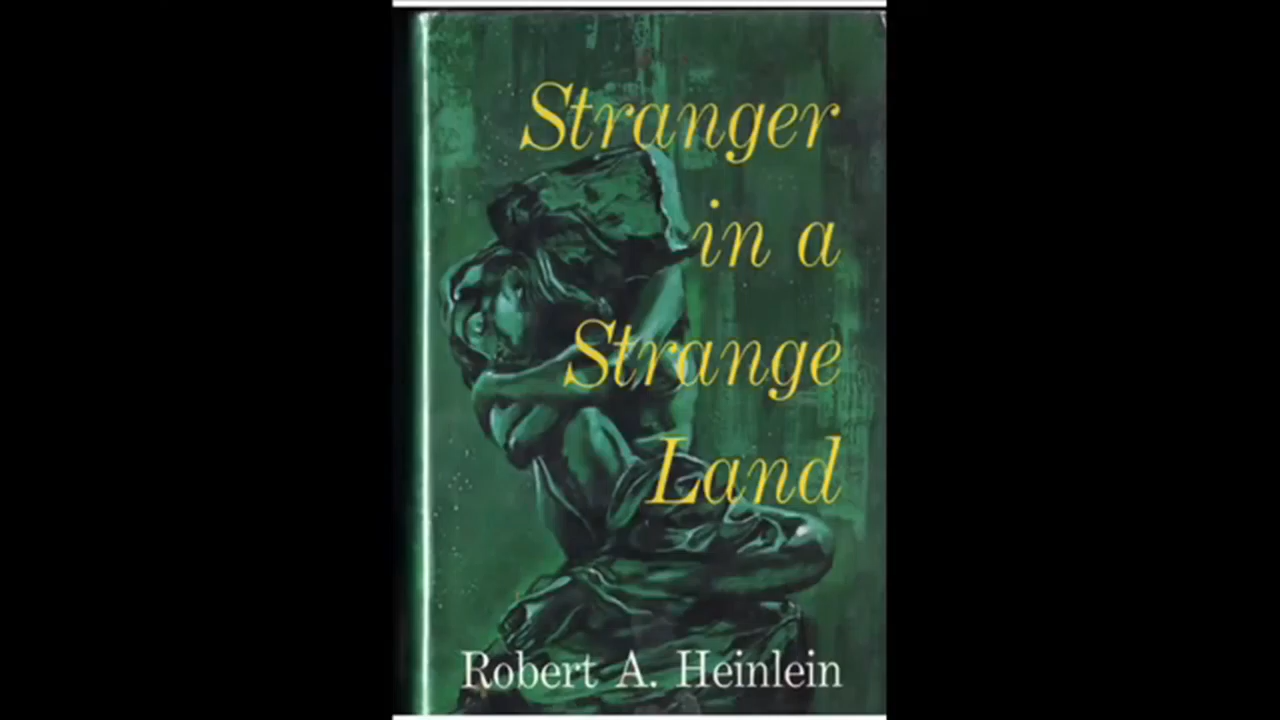 Stranger
in a
Strange
Land
Robert A. Heinlein